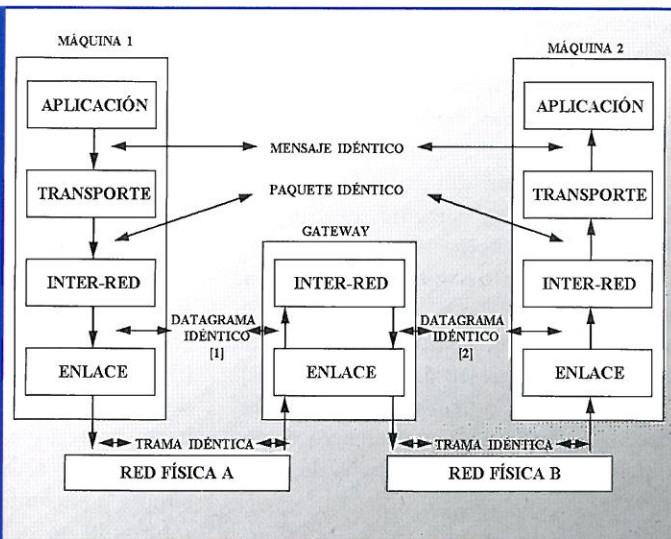 MÁQUINA 1
MÁQUINA 2
APLICACIÓN
APLICACIÓN
MENSAJE IDÉNTICO
TRANSPORTE
TRANSPORTE
PAQUETE IDÉNTICO
GATEWAY
INTER-RED
INTER-RED
INTER-RED
DATAGRAMA
IDÉNTICO
[1]
DATAGRAMA
IDÉNTICO
[2]
ENLACE
ENLACE
ENLACE
TRAMA IDÉNTICA
TRAMA IDÉNTICA
RED FÍSICA A
RED FÍSICA B